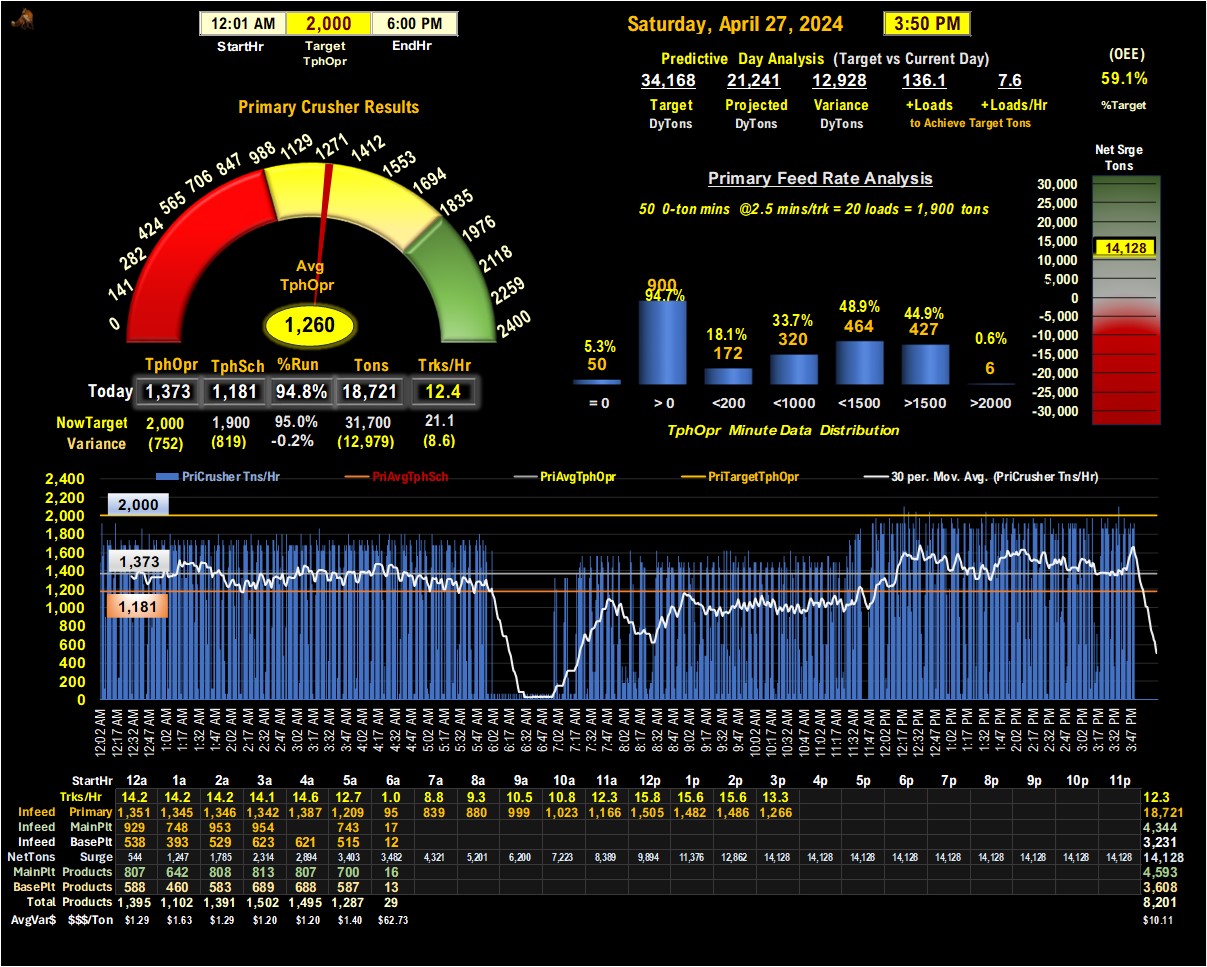 12:01 AM 2,000 6:00 PM
StartHr Target TphOpr EndHr
Saturday, April 27, 2024 3:50 PM
Predictive Day Analysis (Target vs Current Day)
34,168 21,241 12,928 136.1 7.6
Target Projected Variance +Loads +Loads/Hr
DyTons DyTons DyTons to Achieve Target Tons
(OEE)
59.1%
%Target
Primary Crusher Results
0 141 282 424 565 706 847 988 1129 1271 1412 1553 1694 1835 1976 2118 2259 2400
Avg
TphOpr
1,260
TphOpr TphSch %Run Tons Trks/Hr
Today 1,373 1,181 94.8% 18,721 12.4
NowTarget 2,000 1,900 95.0% 31,700 21.1
Variance (752) (819) -0.2% (12,979) (8.6)
Primary Feed Rate Analysis
50 0-ton mins @2.5 mins/trk = 20 loads = 1,900 tons
5.3% 94.7% 18.1% 33.7% 48.9% 44.9% 0.6%
50 900 172 320 464 427 6
= 0 > 0 <200 <1000 <1500 >1500 >2000
TphOpr Minute Data Distribution
Net Srge
Tons
30,000
25,000
20,000
15,000
10,000
5,000
0
-5,000
-10,000
-15,000
-20,000
-25,000
-30,000
14,128
PriCrusher Tns/Hr PriAvgTphSch PriAvgTphOpr PriTargetTphOpr 30 per. Mov. Avg. (PriCrusher Tns/Hr)
2,400
2,200
2,000
1,800
1,600
1,400
1,200
1,000
800
600
400
200
0
2,000
1,373
1,181
12:02 AM 12:17 AM 12:32 AM 12:47 AM 1:02 AM 1:17 AM 1:32 AM 1:47 AM 2:02 AM 2:17 AM 2:32 AM 2:47 AM 3:02 AM 3:17 AM 3:32 AM 3:47 AM 4:02 AM 4:17 AM 4:32 AM 4:47 AM 5:02 AM 5:17 AM 5:32 AM 5:47 AM 6:02 AM 6:17 AM 6:32 AM 6:47 AM 7:02 AM 7:17 AM 7:32 AM 7:47 AM 8:02 AM 8:17 AM 8:32 AM 8:47 AM 9:02 AM 9:17 AM 9:32 AM 9:47 AM 10:02 AM 10:17 AM 10:32 AM 10:47 AM 11:02 AM 11:17 AM 11:32 AM 11:47 AM 12:02 PM 12:17 PM 12:32 PM 12:47 PM 1:02 PM 1:17 PM 1:32 PM 1:47 PM 2:02 PM 2:17 PM 2:32 PM 2:47 PM 3:02 PM 3:17 PM 3:32 PM 3:47 PM
StartHr 12a 1a 2a 3a 4a 5a 6a 7a 8a 9a 10a 11a 12p 1p 2p 3p 4p 5p 6p 7p 8p 9p 10p 11p
Trks/Hr 14.2 14.2 14.2 14.1 14.6 12.7 1.0 8.8 9.3 10.5 10.8 12.3 15.8 15.6 15.6 13.3 12.3
Infeed Primary 1,351 1,345 1,346 1,342 1,387 1,209 95 839 880 999 1,023 1,166 1,505 1,482 1,486 1,266 18,721
Infeed MainPlt 929 748 953 954 743 17 4,344
Infeed BasePlt 538 393 529 623 621 515 12 3,231
NetTons Surge 544 1,247 1,785 2,314 2,894 3,403 3,482 4,321 5,201 6,200 7,223 8,389 9,894 11,376 12,862 14,128 14,128 14,128 14,128 14,128 14,128 14,128 14,128 14,128 14,128
MainPlt Products 807 642 808 813 807 700 16 4,593
BasePlt Products 588 460 583 689 688 587 13 3,608
Total Products 1,395 1,102 1,391 1,502 1,495 1,287 29 8,201
AvgVar$ $$$/Ton $1.29 $1.63 $1.29 $1.20 $1.20 $1.40 $62.73 $10.11